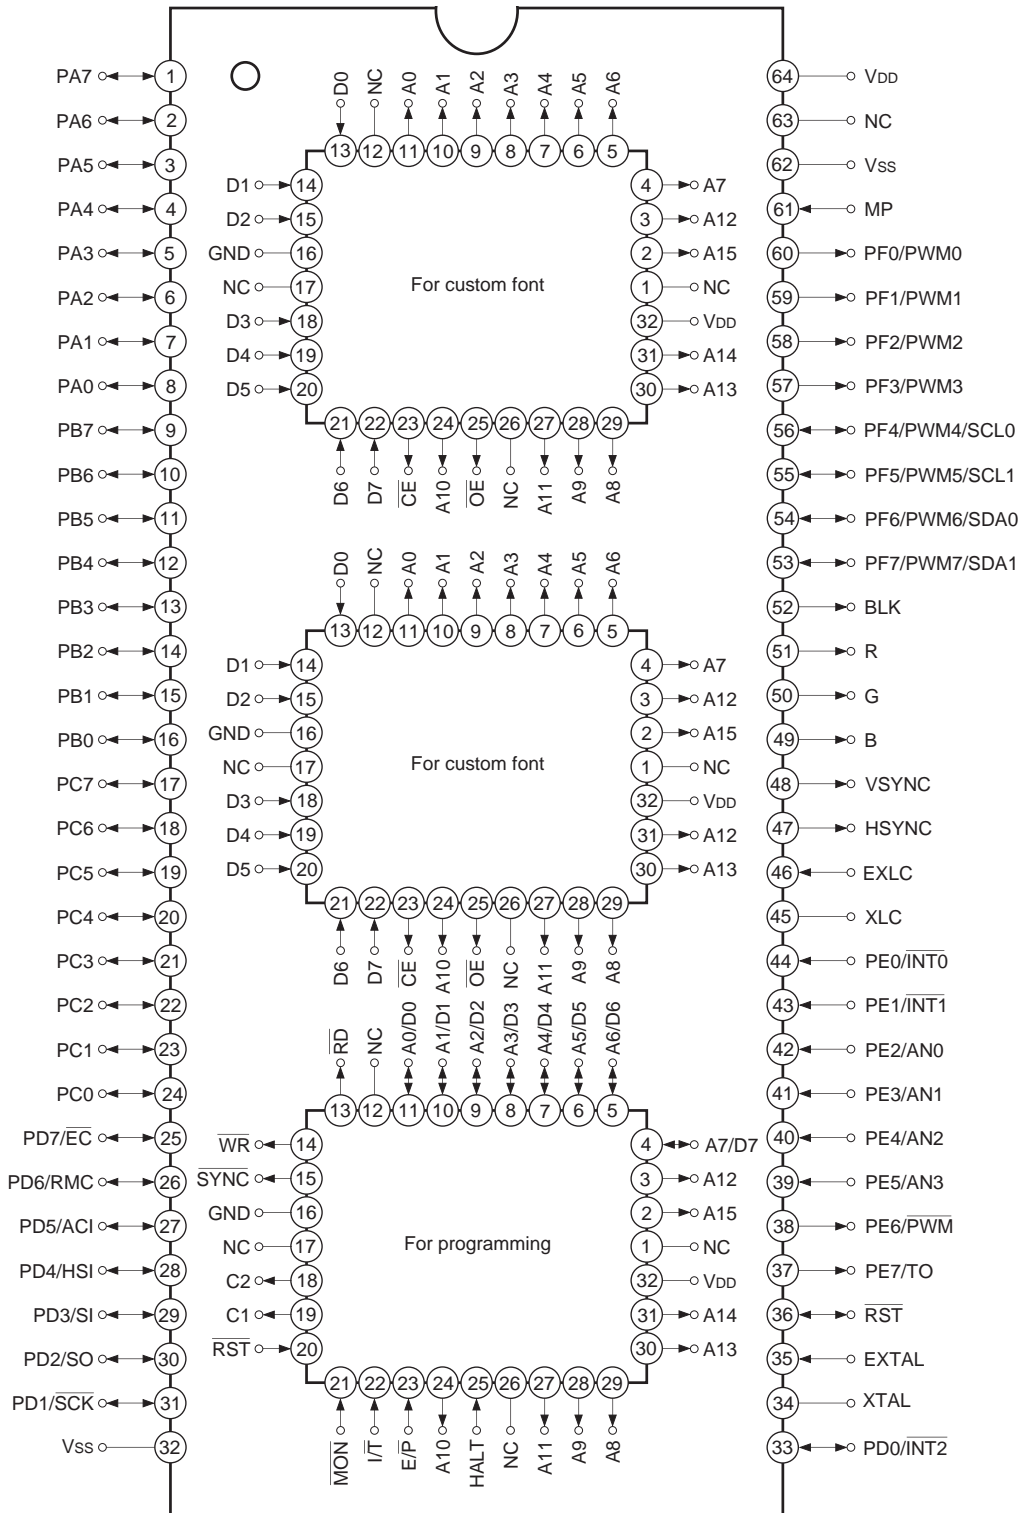 PA7 1
PA6 2
PA5 3
PA4 4
PA3 5
PA2 6
PA1 7
PA0 8
PB7 9
PB6 10
PB5 11
PB4 12
PB3 13
PB2 14
PB1 15
PB0 16
PC7 17
PC6 18
PC5 19
PC4 20
PC3 21
PC2 22
PC1 23
PC0 24
PD7/E̅C̅ 25
PD6/RMC 26
PD5/ACI 27
PD4/HSI 28
PD3/SI 29
PD2/SO 30
PD1/S̅C̅K̅ 31
Vss 32
D0 NC A0 A1 A2 A3 A4 A5 A6
13 12 11 10 9 8 7 6 5
D1 14
D2 15
GND 16
NC 17
D3 18
D4 19
D5 20
For custom font
4 A7
3 A12
2 A15
1 NC
32 VDD
31 A14
30 A13
21 22 23 24 25 26 27 28 29
D6 D7 C̅E̅ A10 O̅E̅ NC A11 A9 A8
D0 NC A0 A1 A2 A3 A4 A5 A6
13 12 11 10 9 8 7 6 5
D1 14
D2 15
GND 16
NC 17
D3 18
D4 19
D5 20
For custom font
4 A7
3 A12
2 A15
1 NC
32 VDD
31 A12
30 A13
21 22 23 24 25 26 27 28 29
D6 D7 C̅E̅ A10 O̅E̅ NC A11 A9 A8
R̅D̅ NC A0/D0 A1/D1 A2/D2 A3/D3 A4/D4 A5/D5 A6/D6
13 12 11 10 9 8 7 6 5
W̅R̅ 14
S̅Y̅N̅C̅ 15
GND 16
NC 17
C2 18
C1 19
R̅S̅T̅ 20
For programming
4 A7/D7
3 A12
2 A15
1 NC
32 VDD
31 A14
30 A13
21 22 23 24 25 26 27 28 29
M̅O̅N̅ I̅/T̅ E̅/P A10 HALT NC A11 A9 A8
64 VDD
63 NC
62 Vss
61 MP
60 PF0/PWM0
59 PF1/PWM1
58 PF2/PWM2
57 PF3/PWM3
56 PF4/PWM4/SCL0
55 PF5/PWM5/SCL1
54 PF6/PWM6/SDA0
53 PF7/PWM7/SDA1
52 BLK
51 R
50 G
49 B
48 VSYNC
47 HSYNC
46 EXLC
45 XLC
44 PE0/I̅N̅T̅0̅
43 PE1/I̅N̅T̅1̅
42 PE2/AN0
41 PE3/AN1
40 PE4/AN2
39 PE5/AN3
38 PE6/P̅W̅M̅
37 PE7/TO
36 R̅S̅T̅
35 EXTAL
34 XTAL
33 PD0/I̅N̅T̅2̅